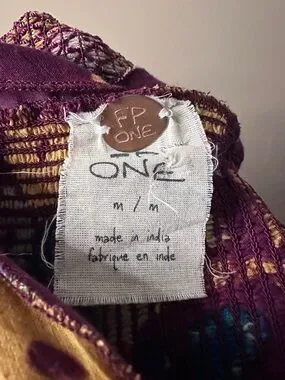 FP
ONE
ONE
m / m
made in india
fabriqué en inde